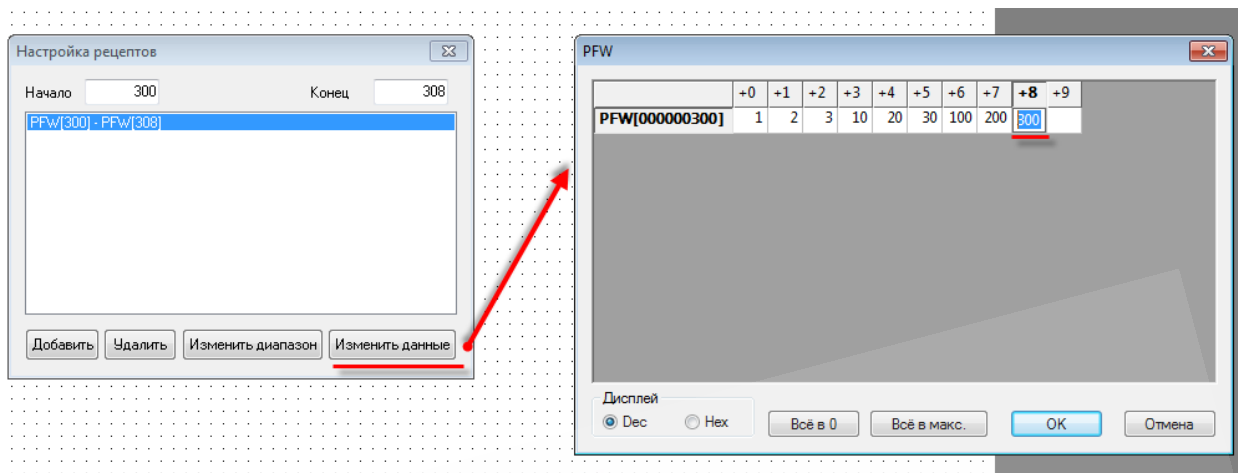 Настройка рецептов
Начало 300 Конец 308
PFW[300] - PFW[308]
Добавить Удалить Изменить диапазон Изменить данные
PFW
+0 +1 +2 +3 +4 +5 +6 +7 +8 +9
PFW[000000300] 1 2 3 10 20 30 100 200 300
Дисплей
Dec Hex Всё в 0 Всё в макс. OK Отмена